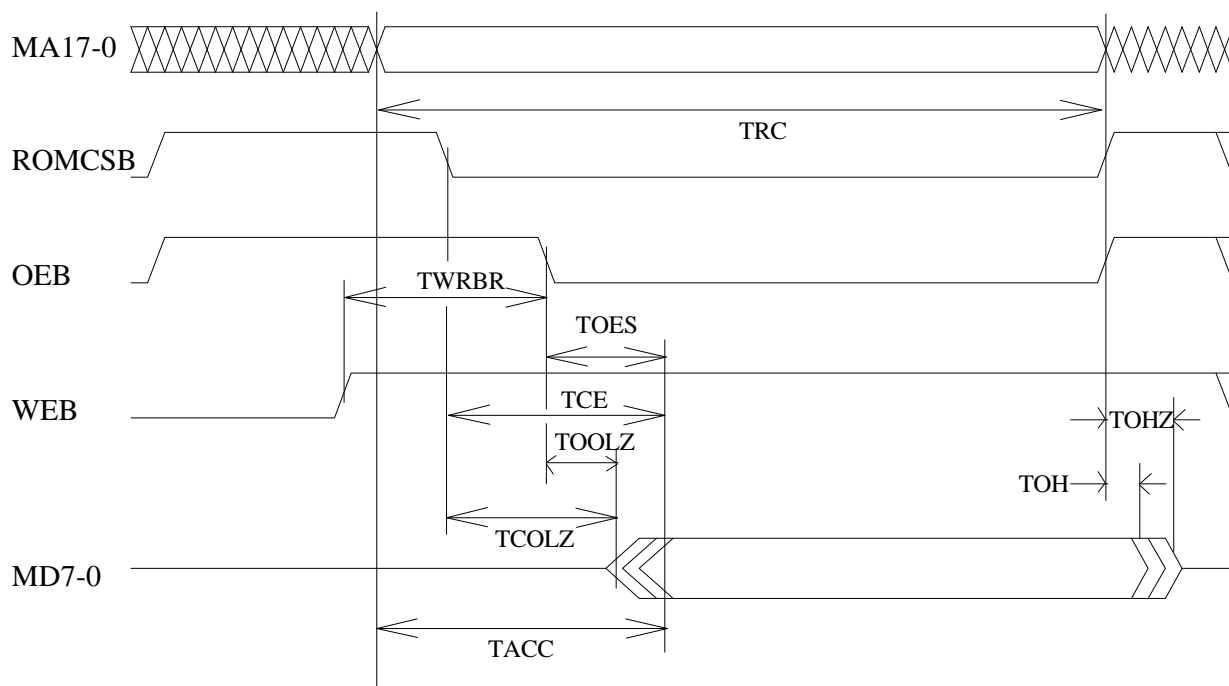 MA17-0
TRC
ROMCSB
OEB
TWRBR
TOES
WEB
TCE
TOHZ
TOOLZ
TOH
TCOLZ
MD7-0
TACC